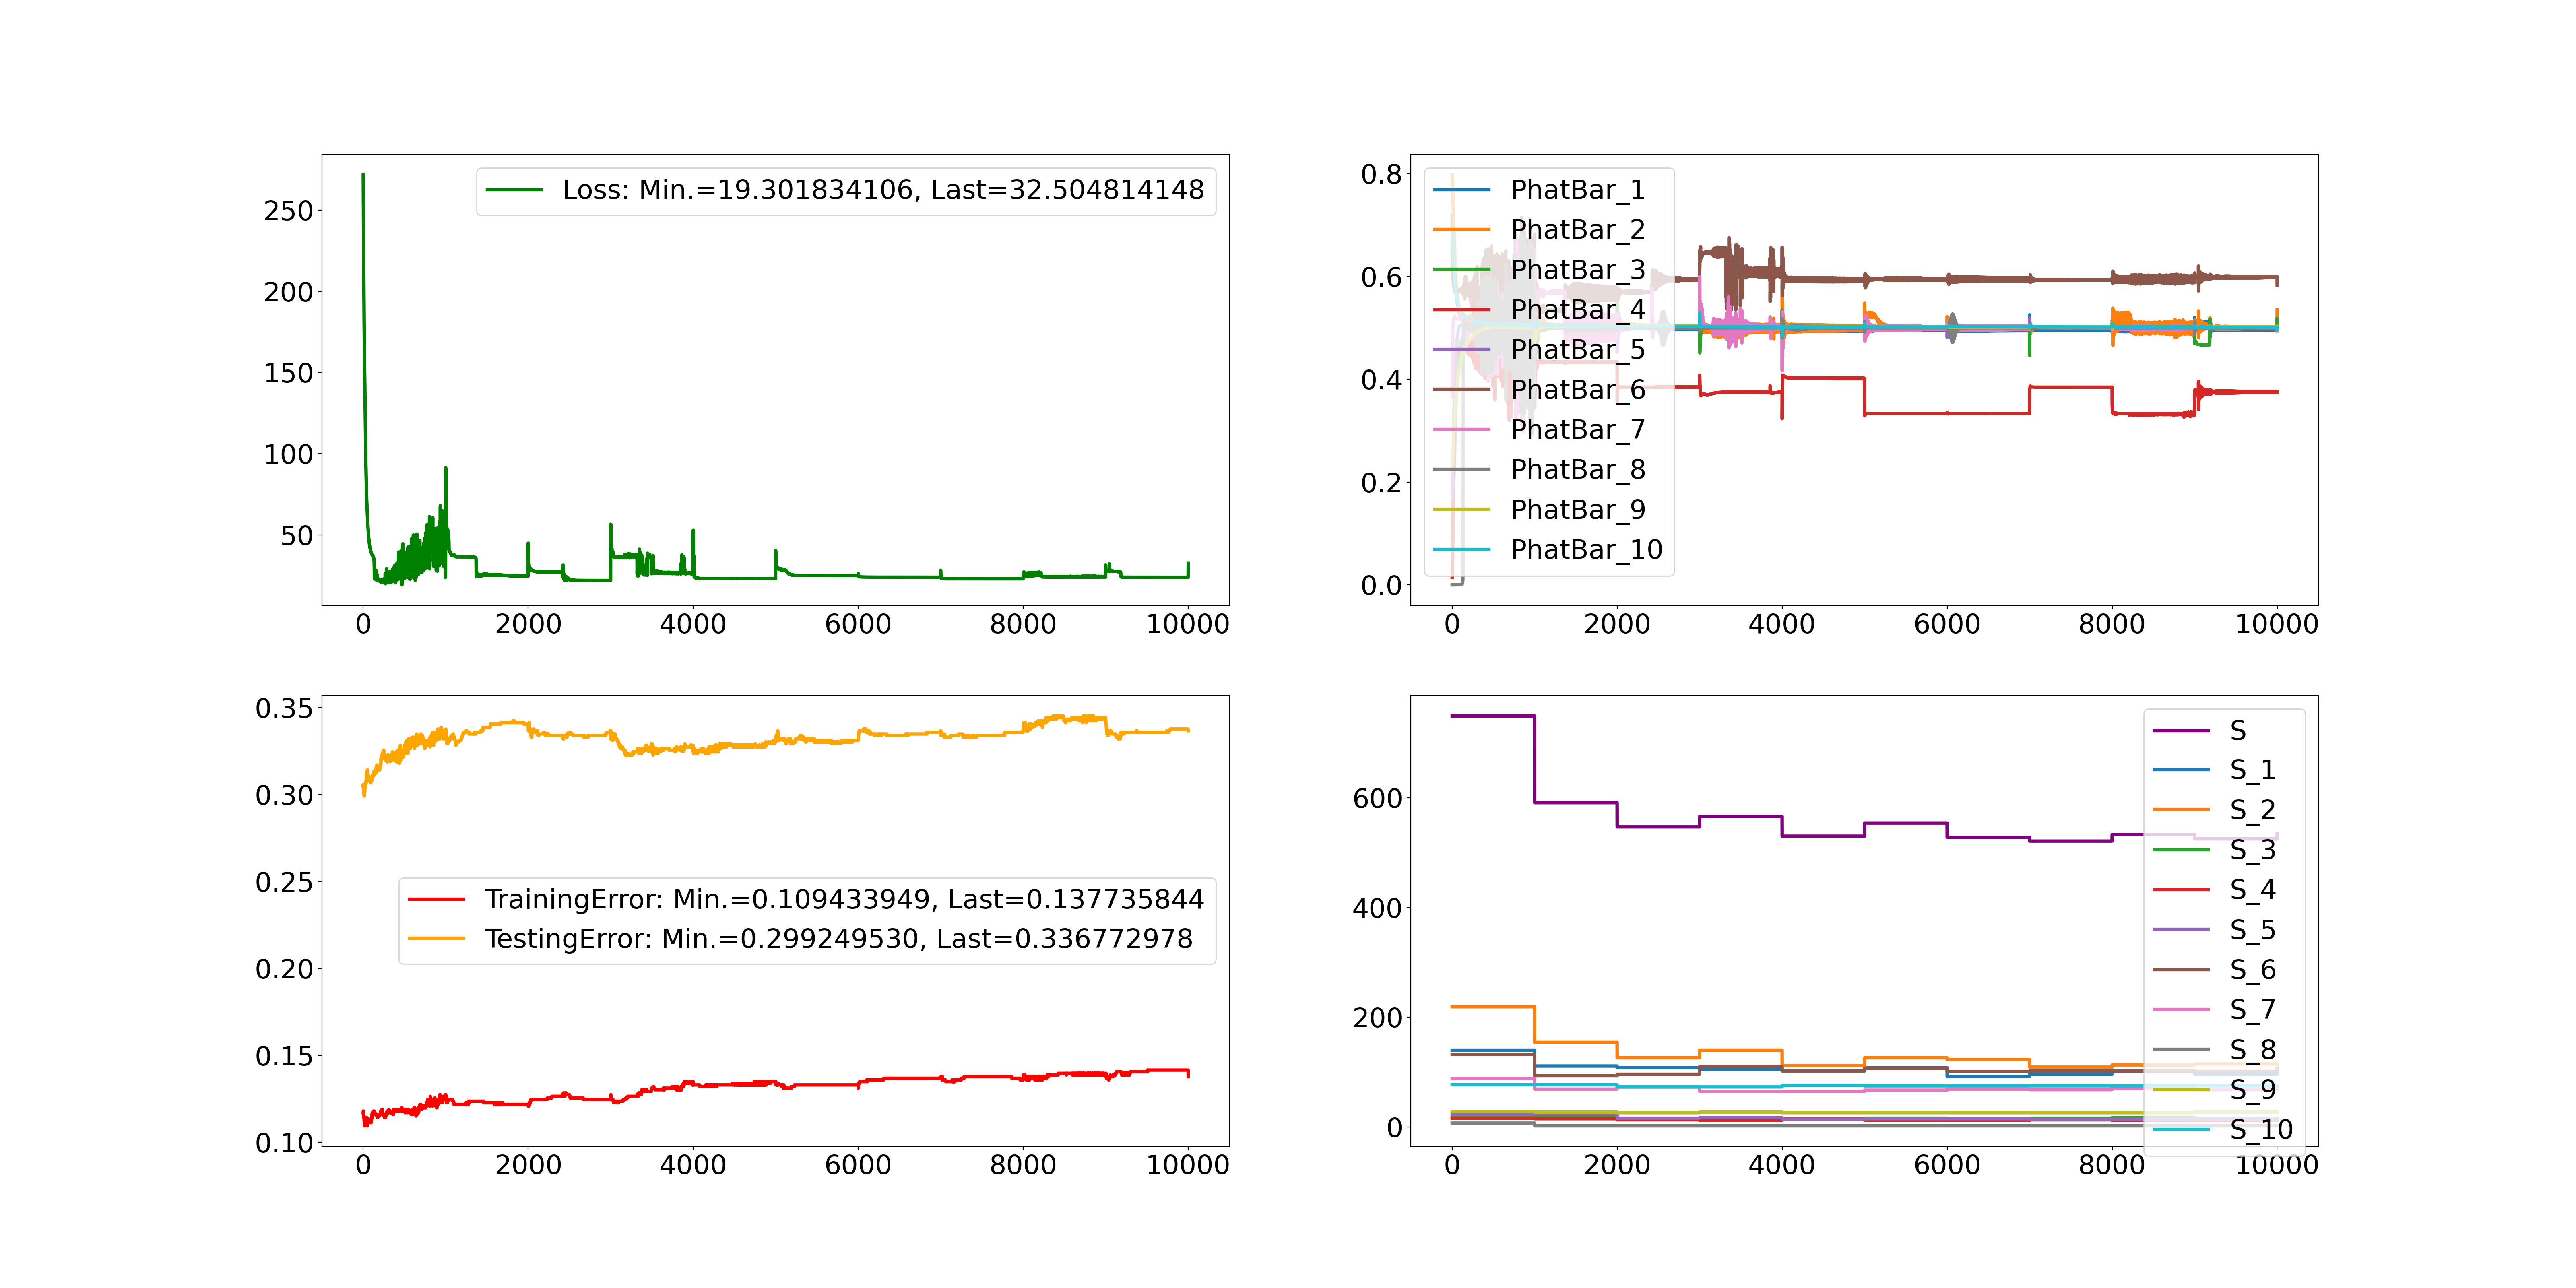 250
200
150
100
50
0 2000 4000 6000 8000 10000
Loss: Min.=19.301834106, Last=32.504814148
0.8
0.6
0.4
0.2
0.0
0 2000 4000 6000 8000 10000
PhatBar_1
PhatBar_2
PhatBar_3
PhatBar_4
PhatBar_5
PhatBar_6
PhatBar_7
PhatBar_8
PhatBar_9
PhatBar_10
0.35
0.30
0.25
0.20
0.15
0.10
0 2000 4000 6000 8000 10000
TrainingError: Min.=0.109433949, Last=0.137735844
TestingError: Min.=0.299249530, Last=0.336772978
600
400
200
0
0 2000 4000 6000 8000 10000
S
S_1
S_2
S_3
S_4
S_5
S_6
S_7
S_8
S_9
S_10